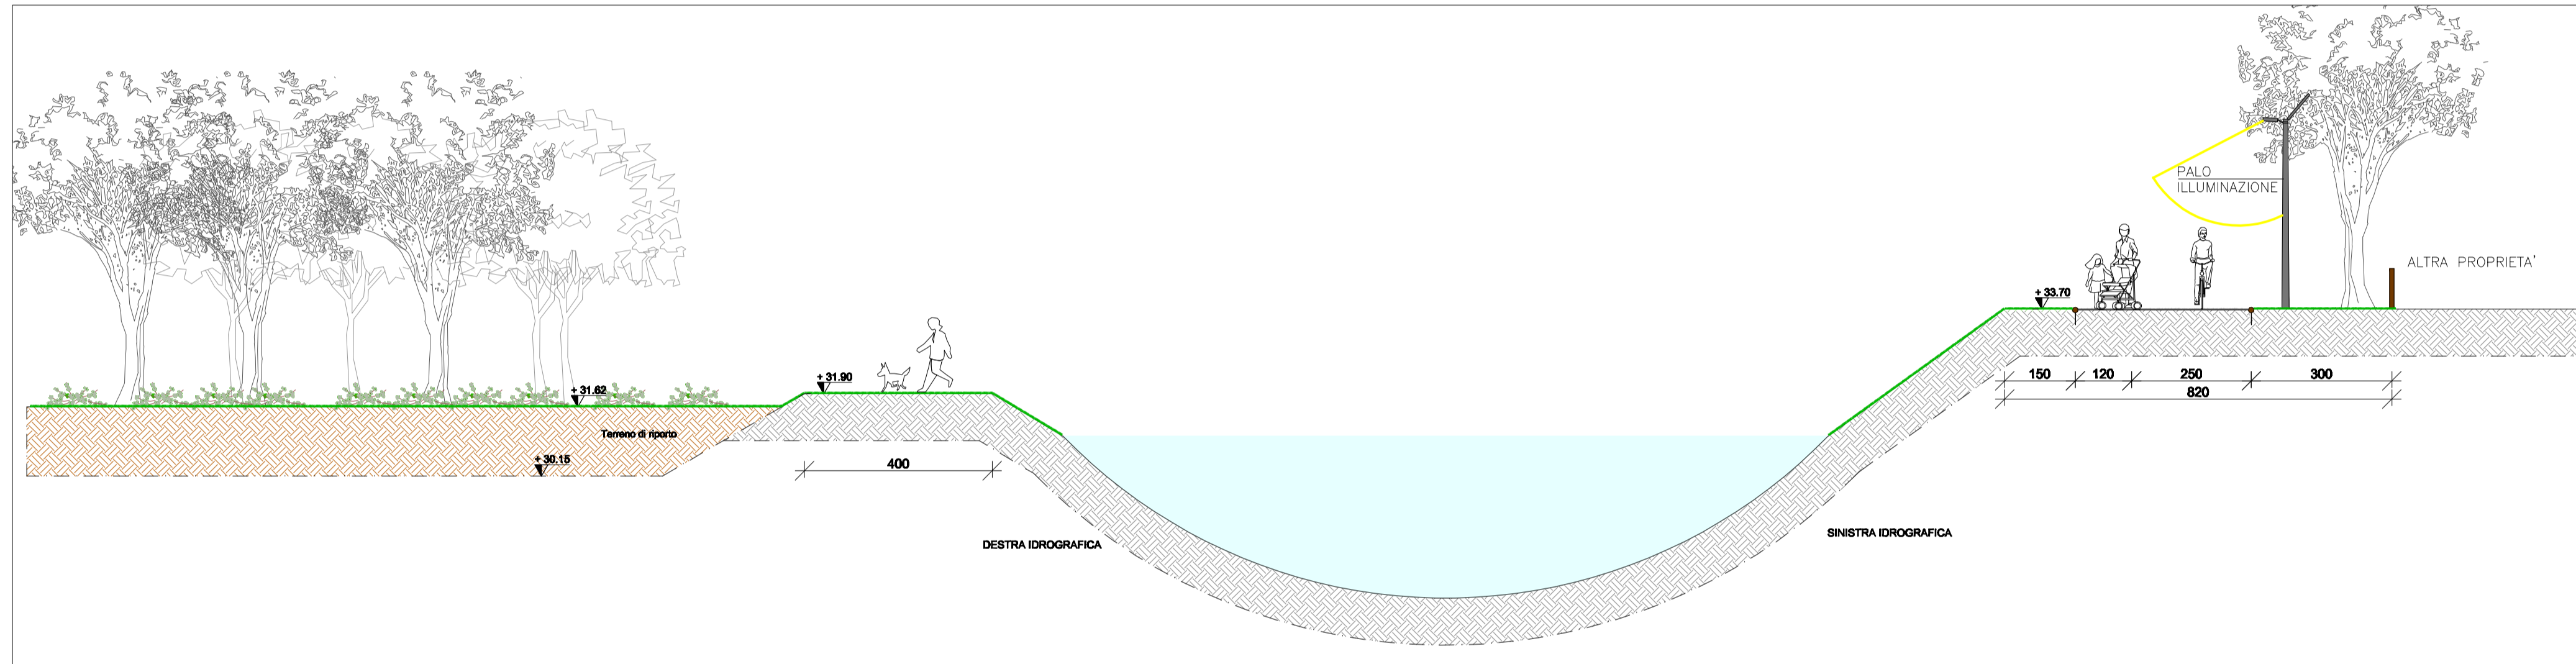 PALO
ILLUMINAZIONE
ALTRA PROPRIETA'
+ 33.70
+ 31.90
+ 31.62
150 120 250 300
820
Terreno di riporto
+ 30.15
400
DESTRA IDROGRAFICA
SINISTRA IDROGRAFICA